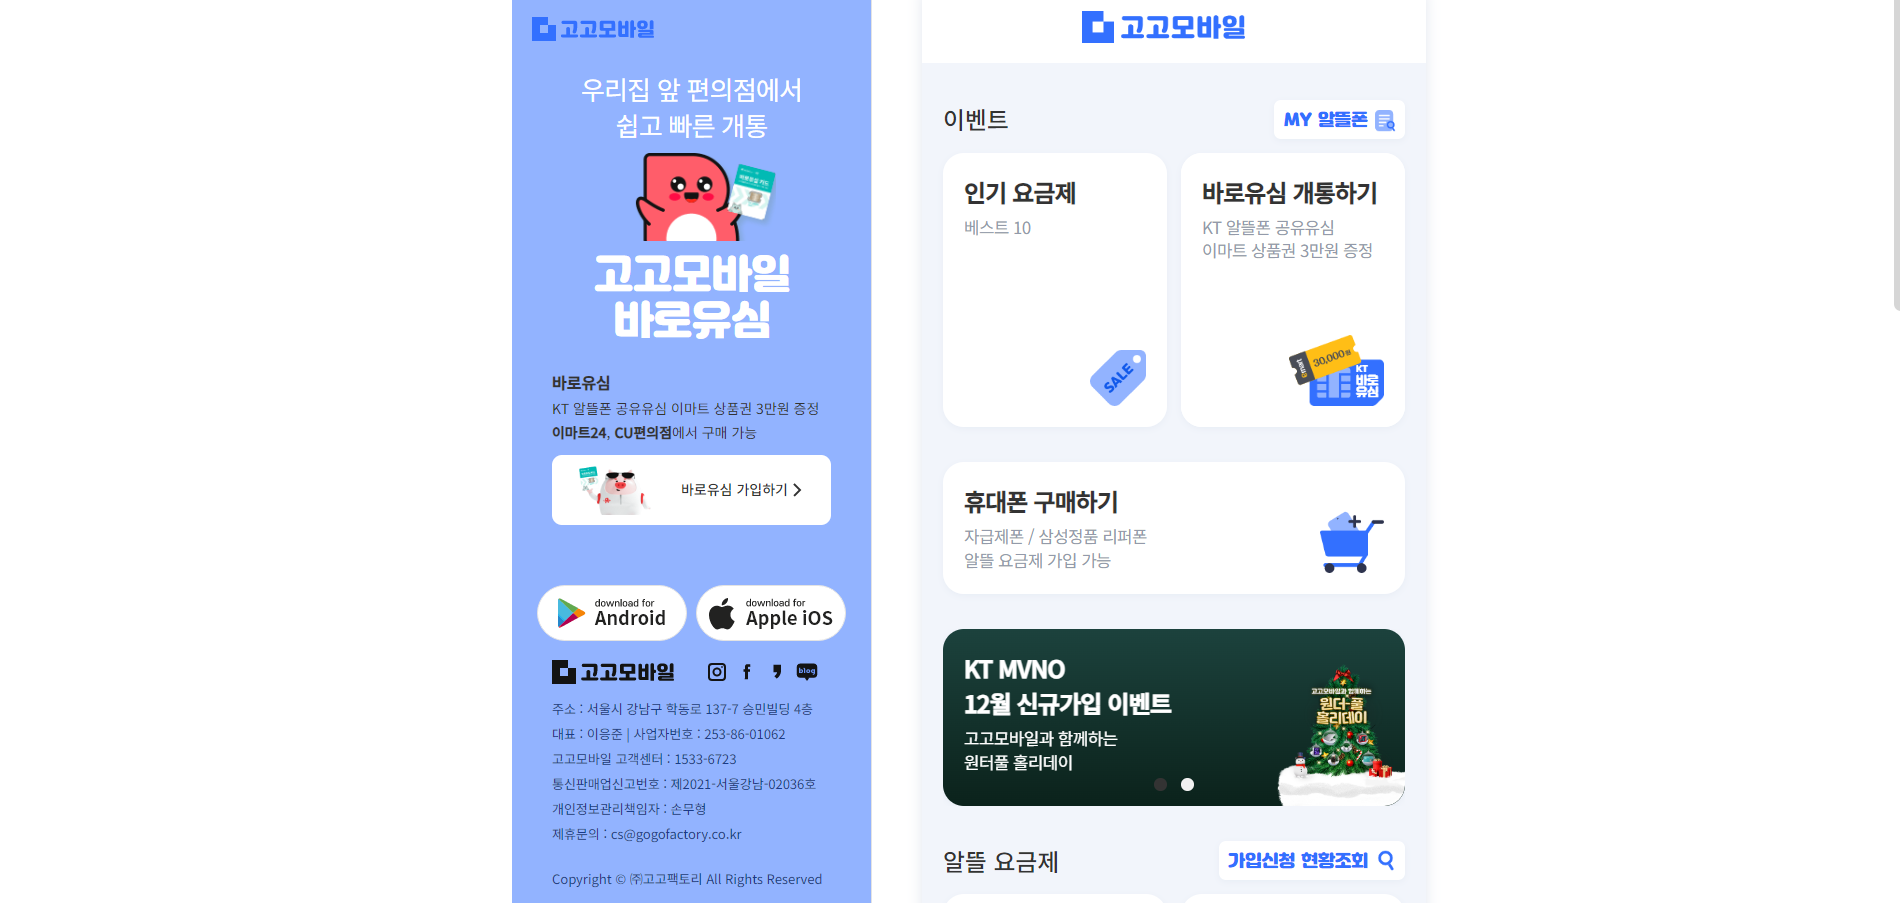 고고모바일
우리집 앞 편의점에서
쉽고 빠른 개통
고고모바일
바로유심
바로유심
KT 알뜰폰 공유유심 이마트 상품권 3만원 증정
이마트24, CU편의점에서 구매 가능
바로유심 가입하기
download for
Android
download for
Apple iOS
고고모바일
blog
주소 : 서울시 강남구 학동로 137-7 승민빌딩 4층
대표 : 이응준 | 사업자번호 : 253-86-01062
고고모바일 고객센터 : 1533-6723
통신판매업신고번호 : 제2021-서울강남-02036호
개인정보관리책임자 : 손무형
제휴문의 : cs@gogofactory.co.kr
Copyright © ㈜고고팩토리 All Rights Reserved
고고모바일
이벤트
MY 알뜰폰
인기 요금제
베스트 10
SALE
바로유심 개통하기
KT 알뜰폰 공유유심
이마트 상품권 3만원 증정
emart 30,000원
KT
바로
유심
휴대폰 구매하기
자급제폰 / 삼성정품 리퍼폰
알뜰 요금제 가입 가능
KT MVNO
12월 신규가입 이벤트
고고모바일과 함께하는
원터풀 홀리데이
고고모바일과 함께하는
원더풀
홀리데이
알뜰 요금제
가입신청 현황조회